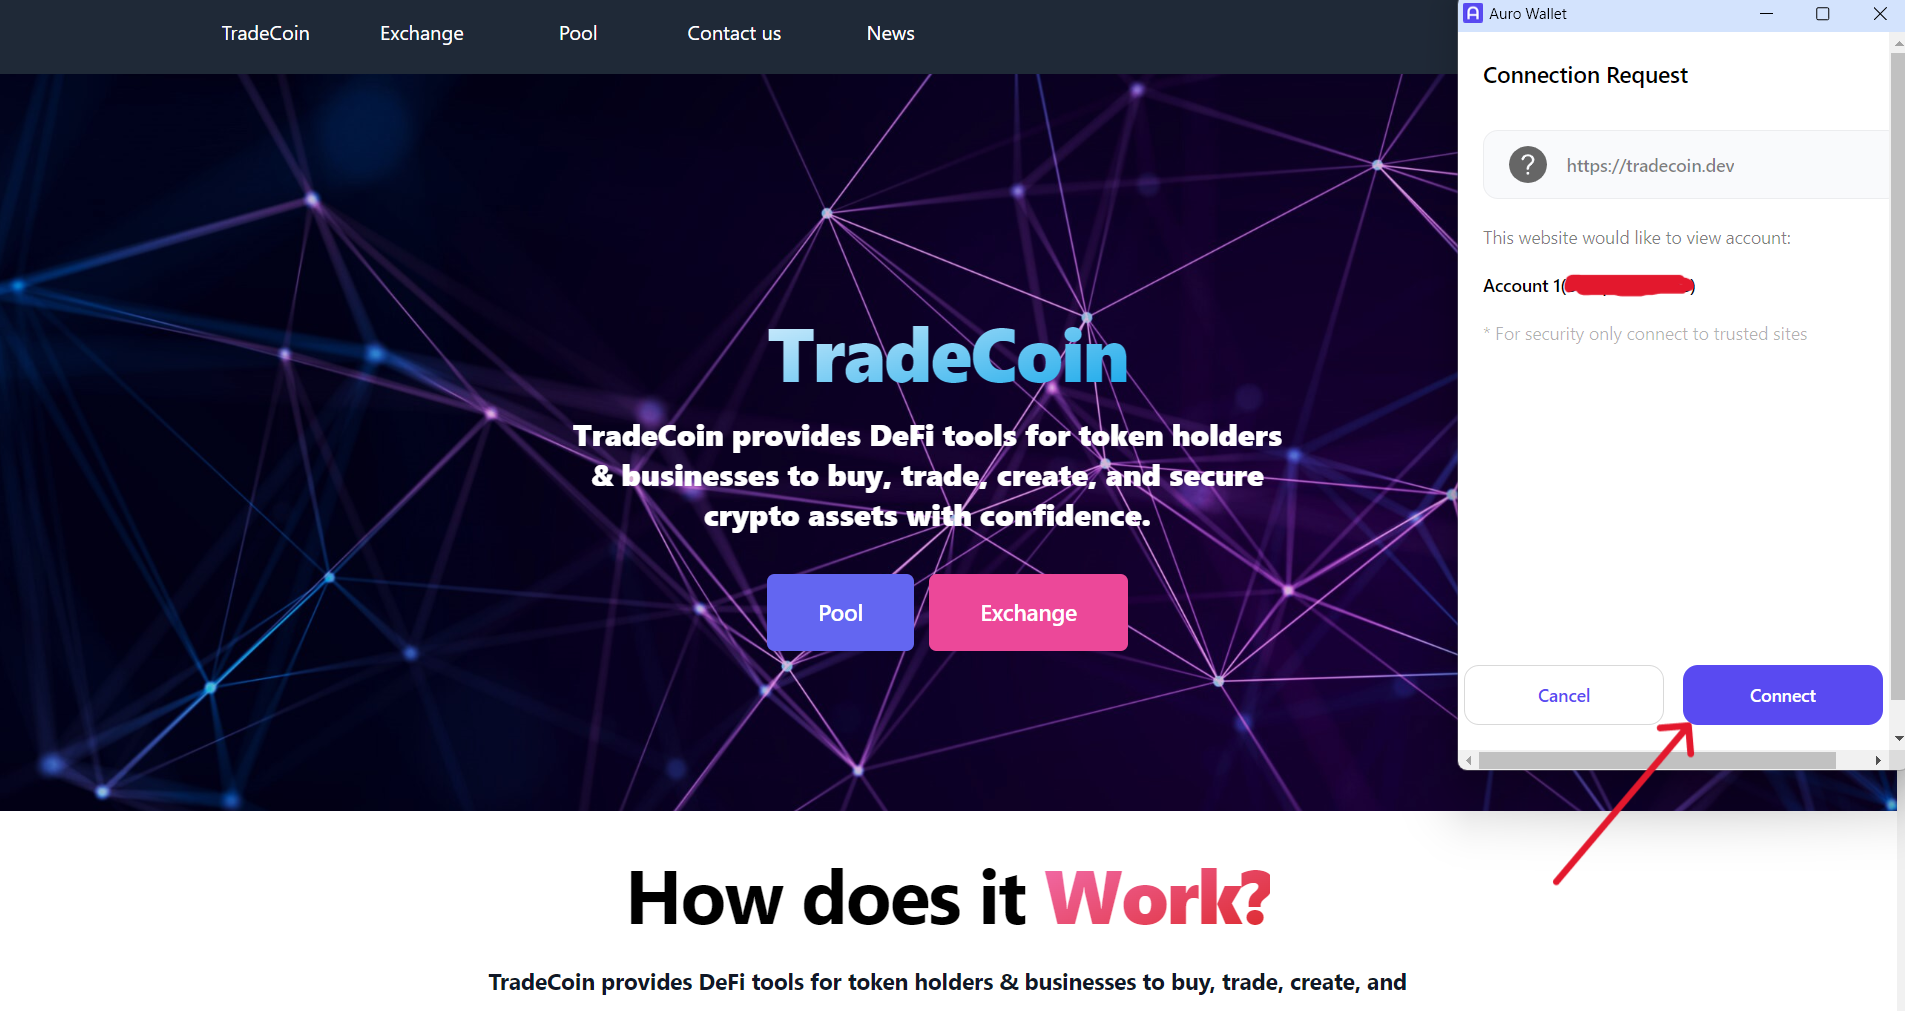 TradeCoin Exchange Pool Contact us News
TradeCoin
TradeCoin provides DeFi tools for token holders
& businesses to buy, trade, create, and secure
crypto assets with confidence.
Pool Exchange
How does it Work?
TradeCoin provides DeFi tools for token holders & businesses to buy, trade, create, and
Auro Wallet
Connection Request
?
https://tradecoin.dev
This website would like to view account:
Account 1( )
* For security only connect to trusted sites
Cancel Connect